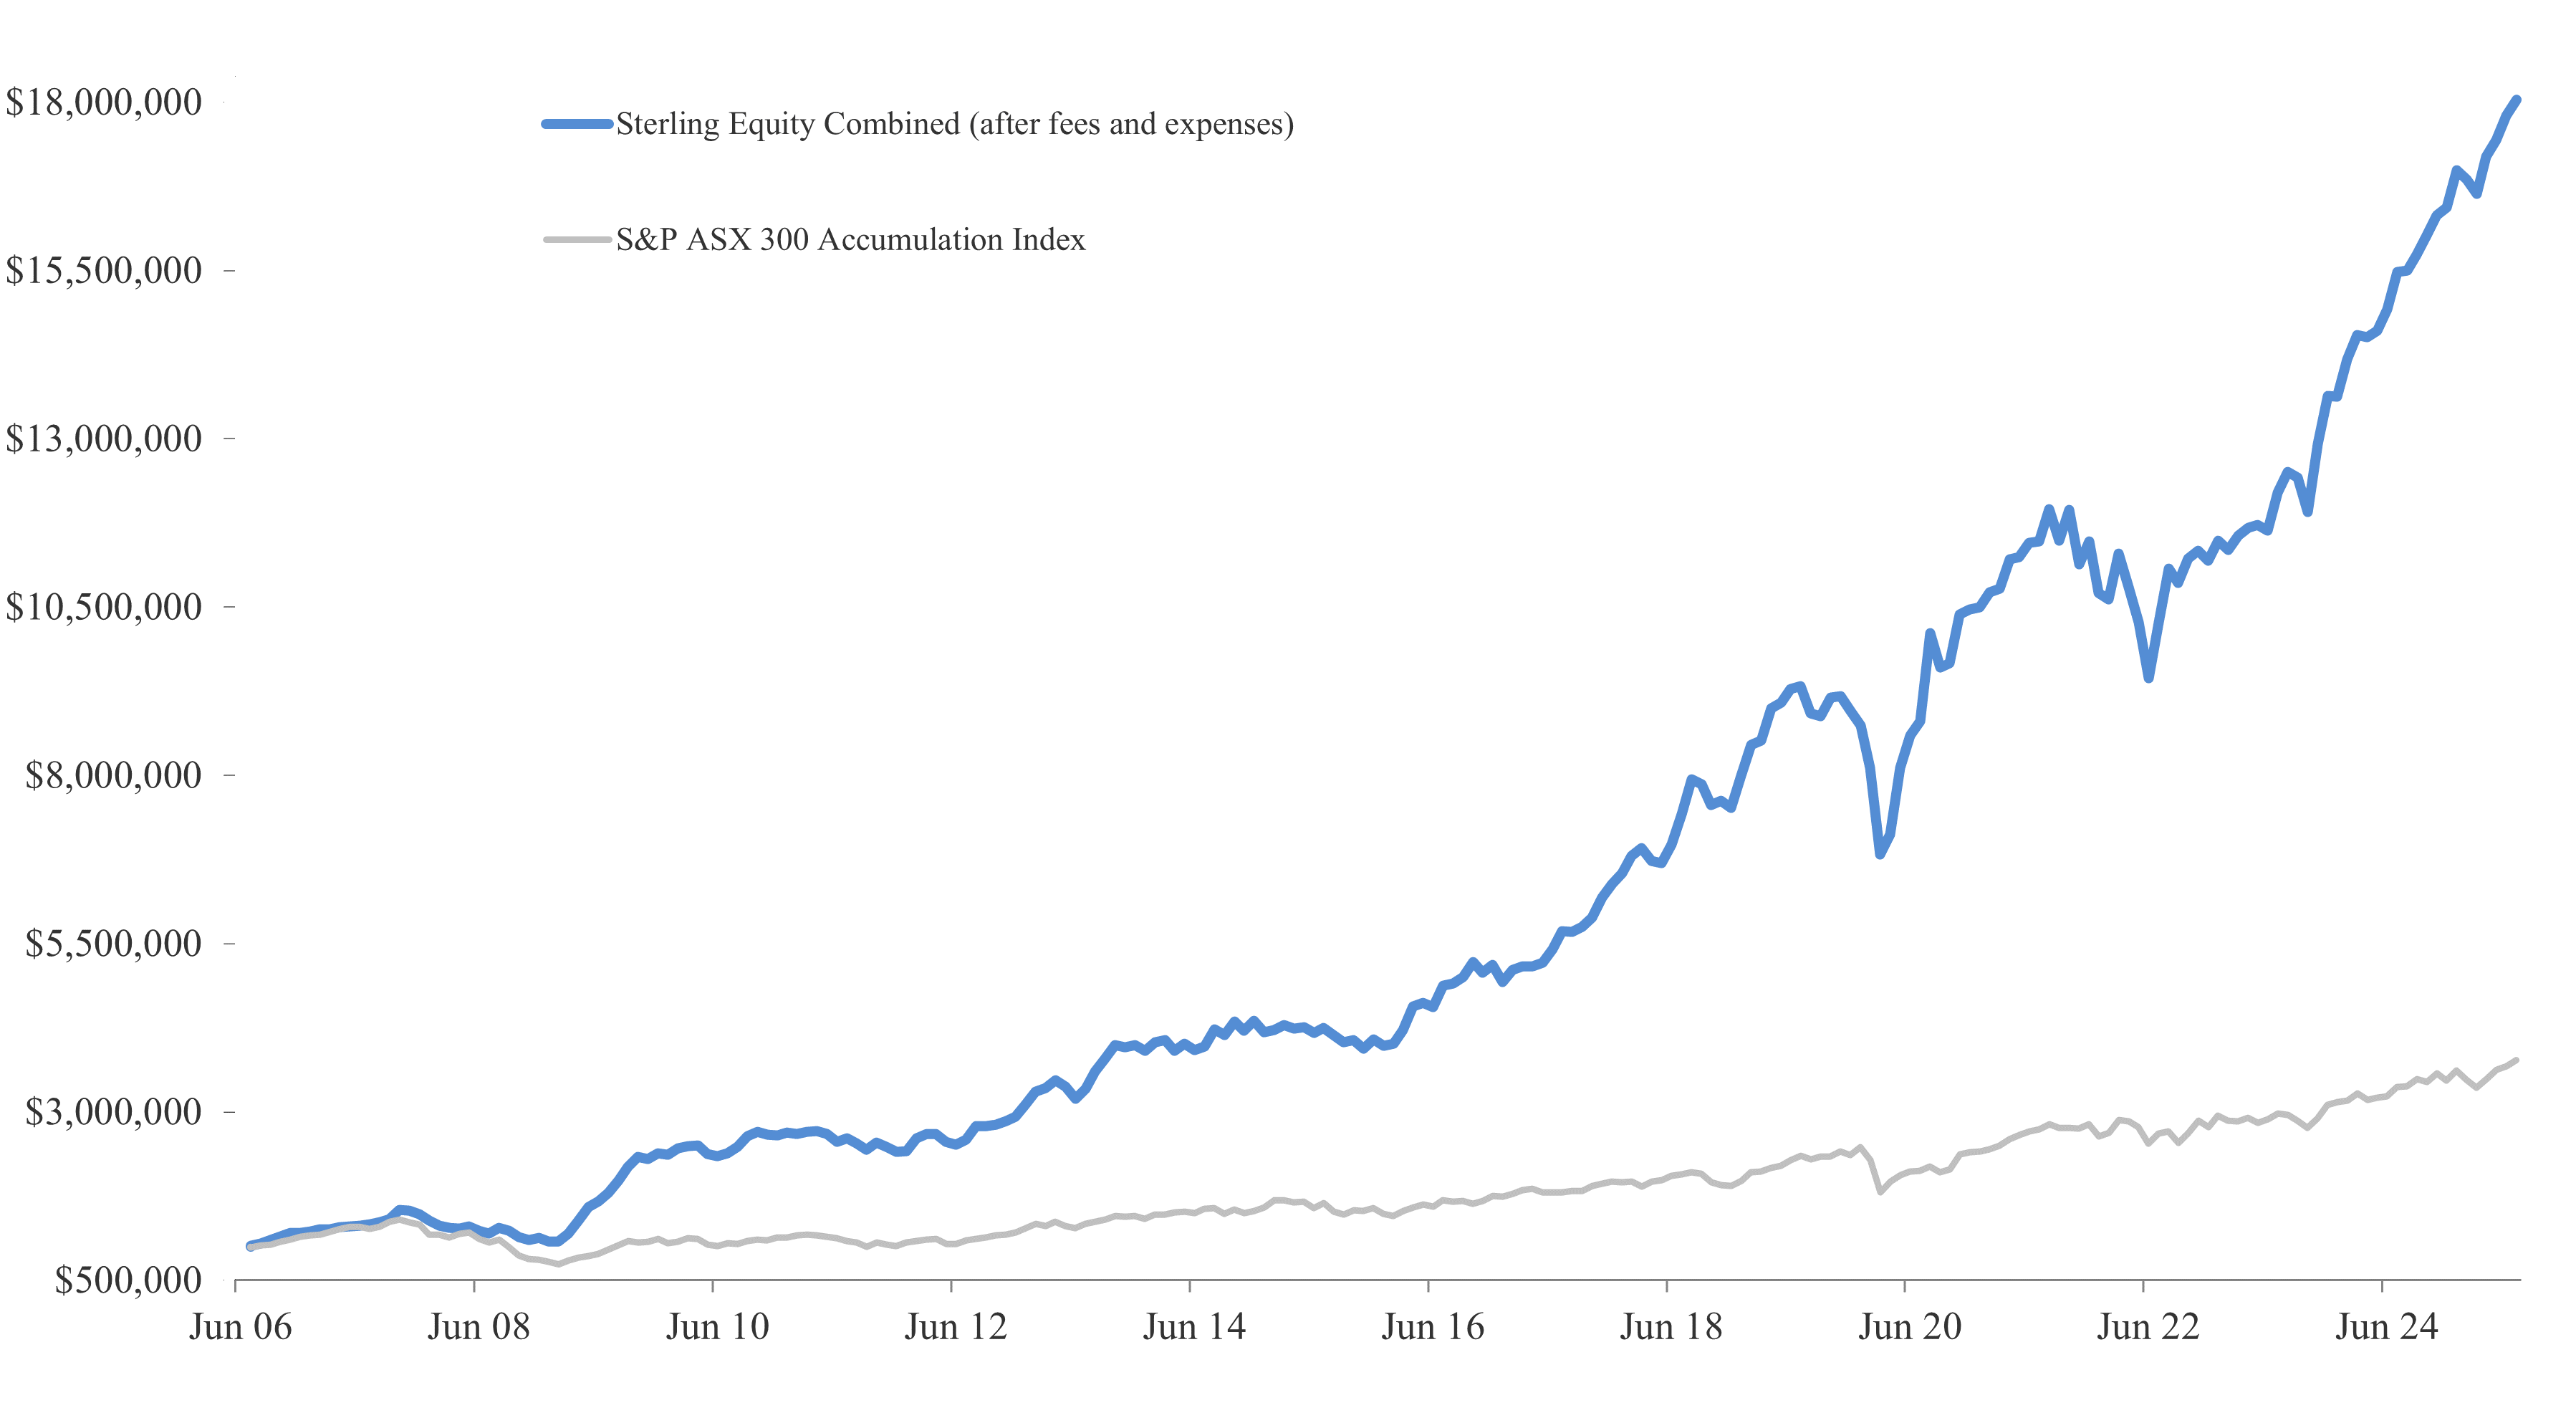 $18,000,000
Sterling Equity Combined (after fees and expenses)
S&P ASX 300 Accumulation Index
$15,500,000
$13,000,000
$10,500,000
$8,000,000
$5,500,000
$3,000,000
$500,000
Jun 06 Jun 08 Jun 10 Jun 12 Jun 14 Jun 16 Jun 18 Jun 20 Jun 22 Jun 24